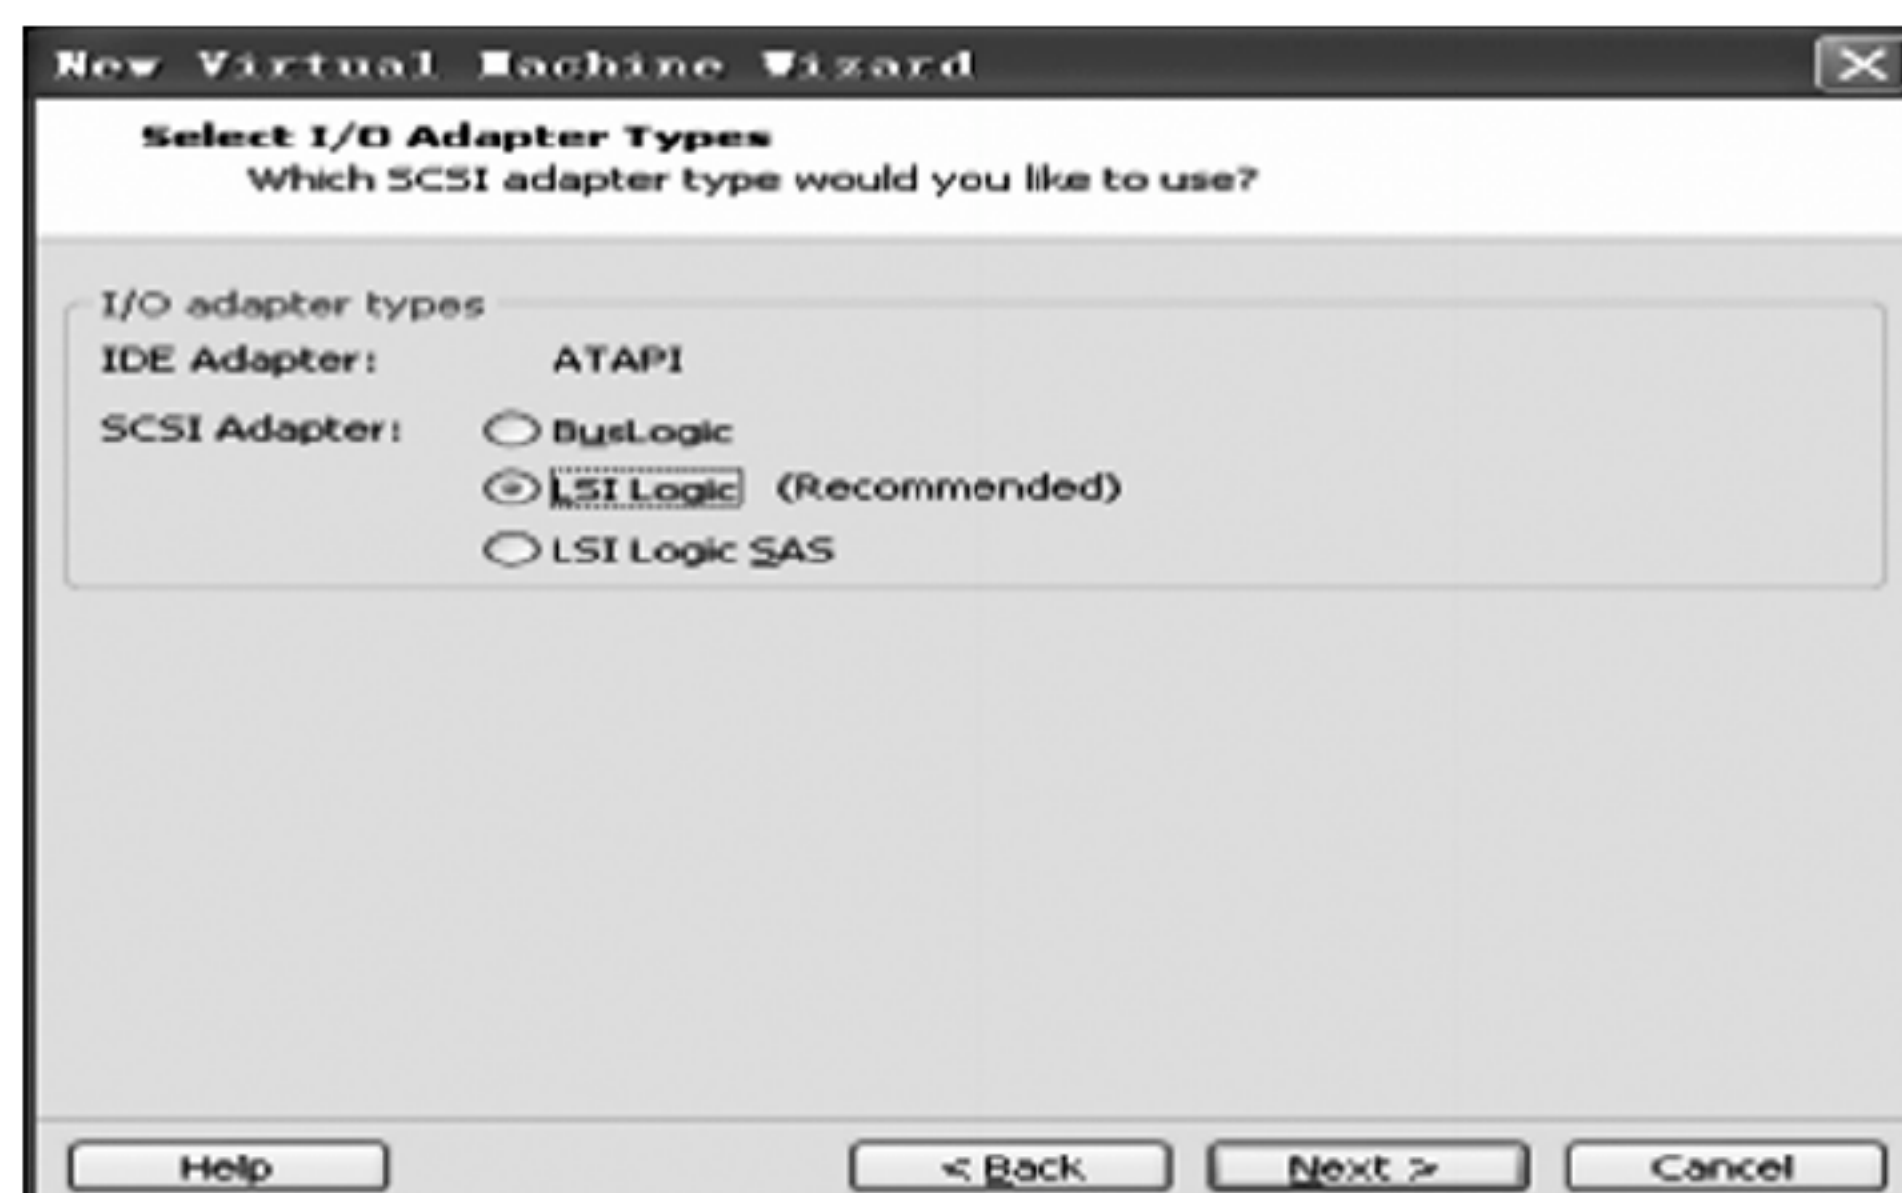 New Virtual Machine Wizard
Select I/O Adapter Types
Which SCSI adapter type would you like to use?
I/O adapter types
IDE Adapter: ATAPI
SCSI Adapter: BusLogic
LSI Logic (Recommended)
LSI Logic SAS
Help < Back Next > Cancel